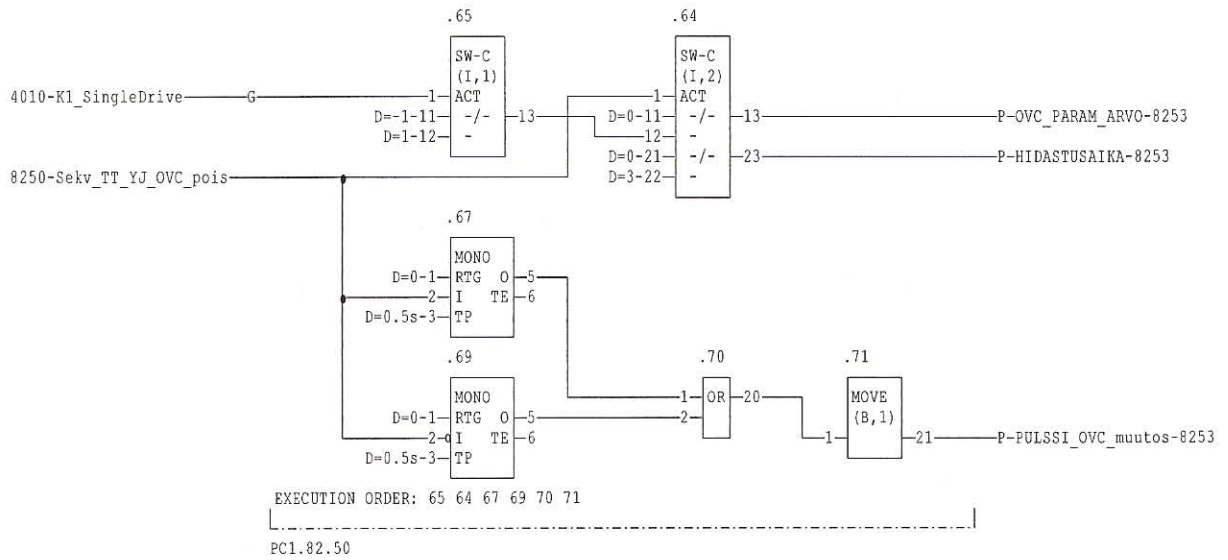 .65
.64
SW-C
(I,1)
SW-C
(I,2)
4010-K1_SingleDrive G 1 ACT
1 ACT
D=-1-11 -/- 13
D=0-11 -/- 13 P-OVC_PARAM_ARVO-8253
D=1-12 -
12 -
D=0-21 -/- 23 P-HIDASTUSAIKA-8253
8250-Sekv_TT_YJ_OVC_pois
D=3-22 -
.67
MONO
D=0-1 RTG O 5
2 I TE 6
D=0.5s-3 TP
.69
.70
.71
MONO
D=0-1 RTG O 5
1 OR 20
MOVE
(B,1)
2
2 I TE 6
1 21 P-PULSSI_OVC_muutos-8253
D=0.5s-3 TP
EXECUTION ORDER: 65 64 67 69 70 71
PC1.82.50